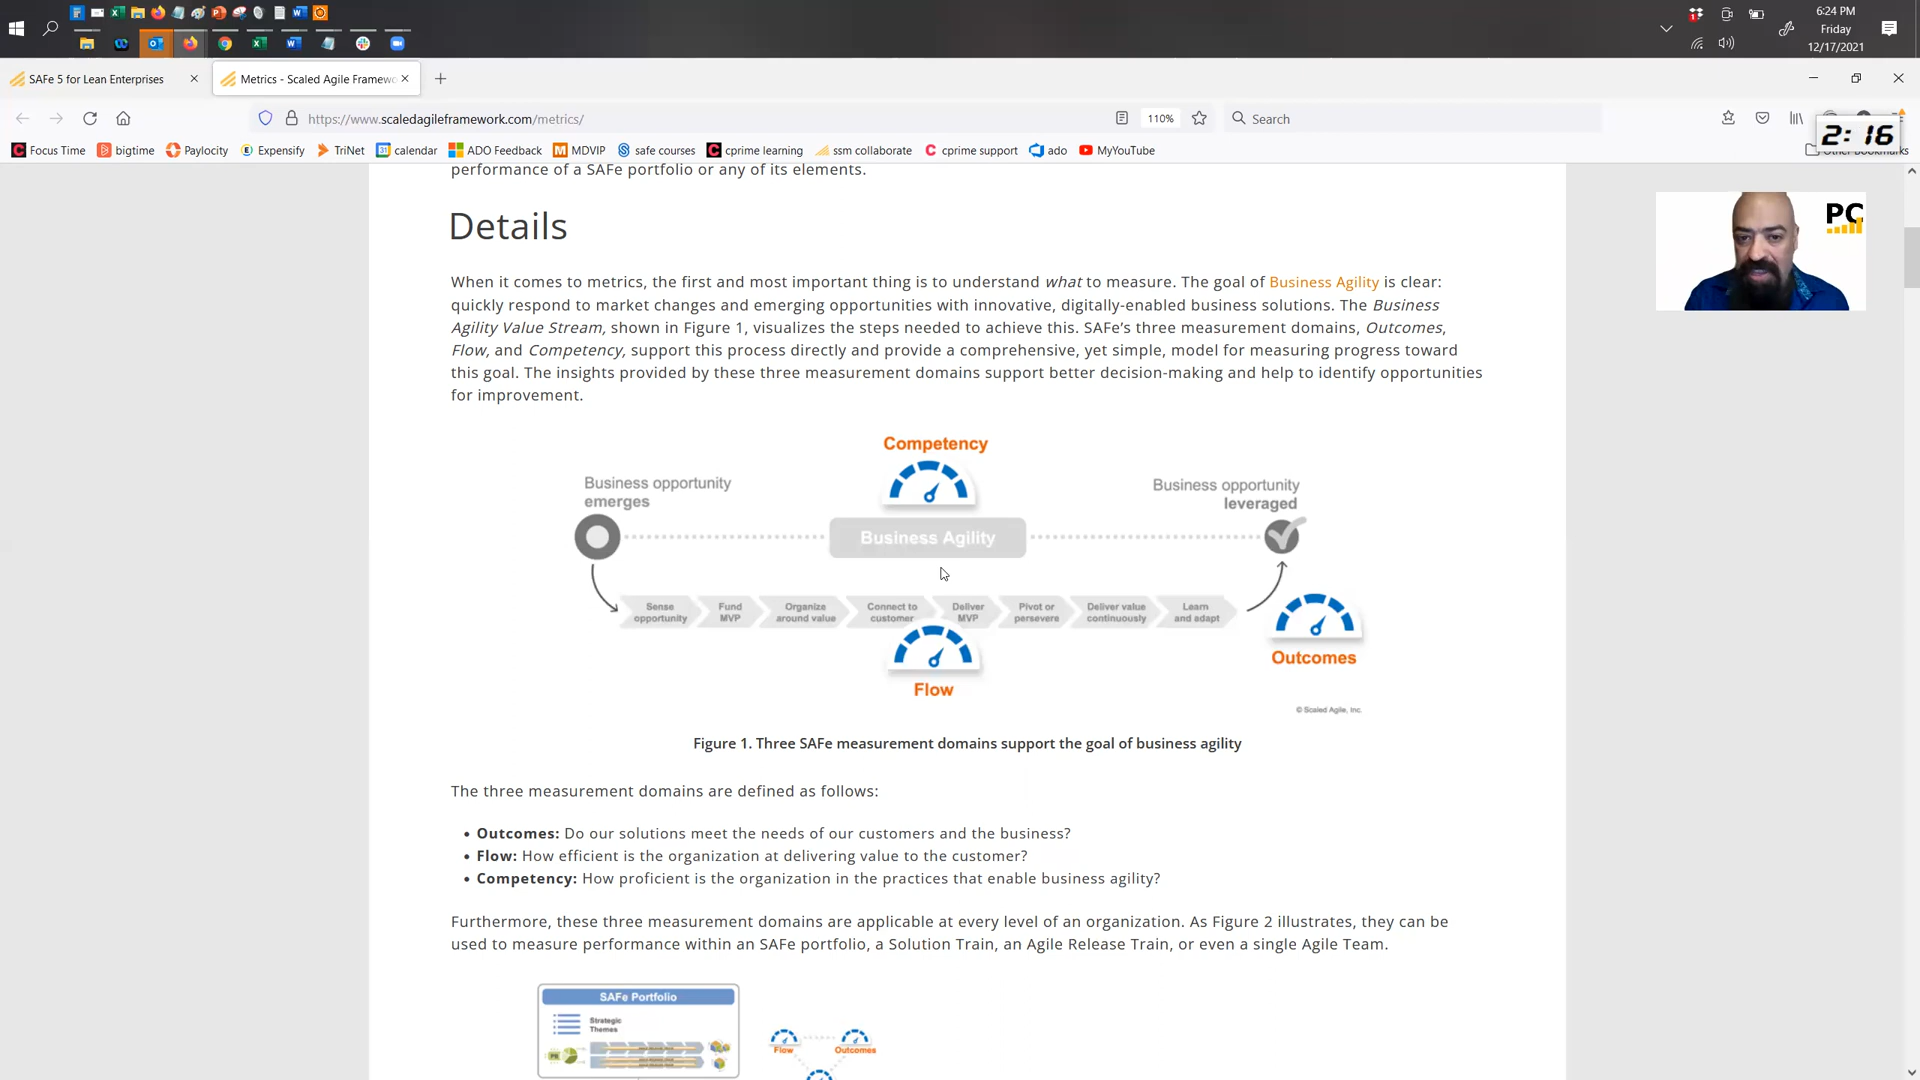 6:24 PM
Friday
12/17/2021
SAFe 5 for Lean Enterprises
Metrics - Scaled Agile Framewo
https://www.scaledagileframework.com/metrics/
110%
Search
2:16
Focus Time
bigtime
Paylocity
Expensify
TriNet
calendar
ADO Feedback
MDVIP
safe courses
cprime learning
ssm collaborate
cprime support
ado
MyYouTube
Other Bookmarks
PC
performance of a SAFe portfolio or any of its elements.
Details
When it comes to metrics, the first and most important thing is to understand what to measure. The goal of Business Agility is clear:
quickly respond to market changes and emerging opportunities with innovative, digitally-enabled business solutions. The Business
Agility Value Stream, shown in Figure 1, visualizes the steps needed to achieve this. SAFe's three measurement domains, Outcomes,
Flow, and Competency, support this process directly and provide a comprehensive, yet simple, model for measuring progress toward
this goal. The insights provided by these three measurement domains support better decision-making and help to identify opportunities
for improvement.
Competency
Business opportunity
emerges
Business opportunity
leveraged
Business Agility
Sense
opportunity
Fund
MVP
Organize
around value
Connect to
customer
Deliver
MVP
Pivot or
persevere
Deliver value
continuously
Learn
and adapt
Flow
Outcomes
© Scaled Agile, Inc.
Figure 1. Three SAFe measurement domains support the goal of business agility
The three measurement domains are defined as follows:
• Outcomes: Do our solutions meet the needs of our customers and the business?
• Flow: How efficient is the organization at delivering value to the customer?
• Competency: How proficient is the organization in the practices that enable business agility?
Furthermore, these three measurement domains are applicable at every level of an organization. As Figure 2 illustrates, they can be
used to measure performance within an SAFe portfolio, a Solution Train, an Agile Release Train, or even a single Agile Team.
SAFe Portfolio
Strategic
Themes
Flow
Outcomes